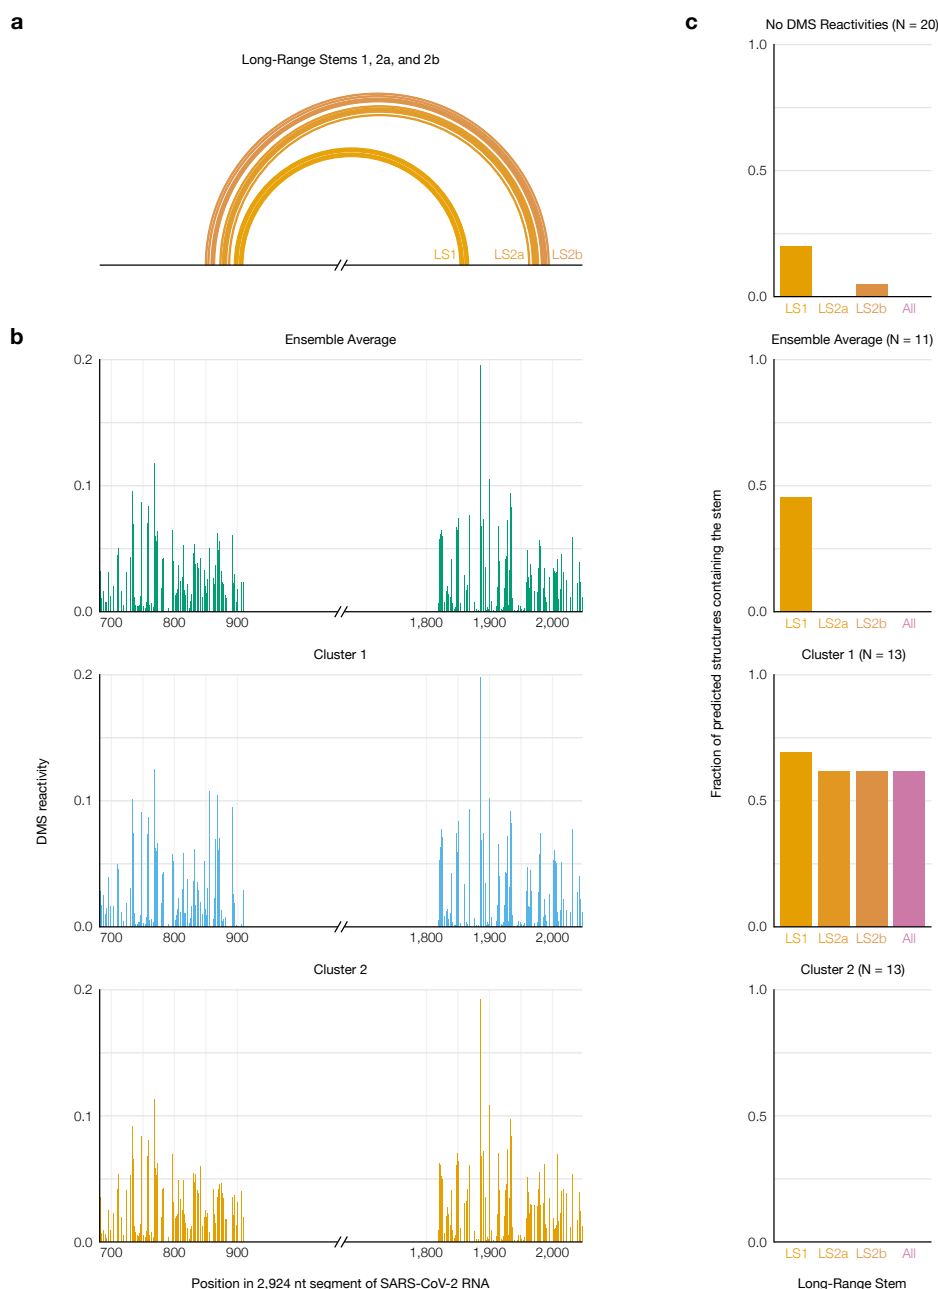 a
Long-Range Stems 1, 2a, and 2b
LS1
LS2a
LS2b
b
Ensemble Average
0.2
0.1
0.0
700
800
900
1,800
1,900
2,000
Cluster 1
0.2
0.1
0.0
700
800
900
1,800
1,900
2,000
Cluster 2
0.2
0.1
0.0
700
800
900
1,800
1,900
2,000
DMS reactivity
Position in 2,924 nt segment of SARS-CoV-2 RNA
c
No DMS Reactivities (N = 20)
1.0
0.5
0.0
LS1
LS2a
LS2b
All
Ensemble Average (N = 11)
1.0
0.5
0.0
LS1
LS2a
LS2b
All
Cluster 1 (N = 13)
1.0
0.5
0.0
LS1
LS2a
LS2b
All
Cluster 2 (N = 13)
1.0
0.5
0.0
LS1
LS2a
LS2b
All
Fraction of predicted structures containing the stem
Long-Range Stem